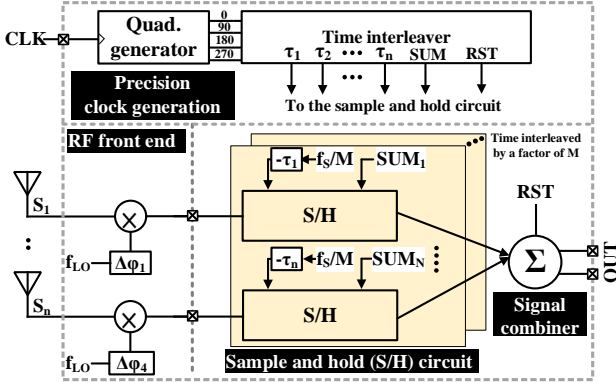 CLK
Quad.
generator
0
90
180
270
Time interleaver
τ1 τ2 ••• τn SUM RST
Precision
clock generation
To the sample and hold circuit
RF front end
Time interleaved
by a factor of M
-τ1 fS/M SUM1
S/H
S1
fLO Δφ1
RST
Σ
OUT
-τn fS/M SUMN
S/H
Sn
fLO Δφ4
Signal
combiner
Sample and hold (S/H) circuit